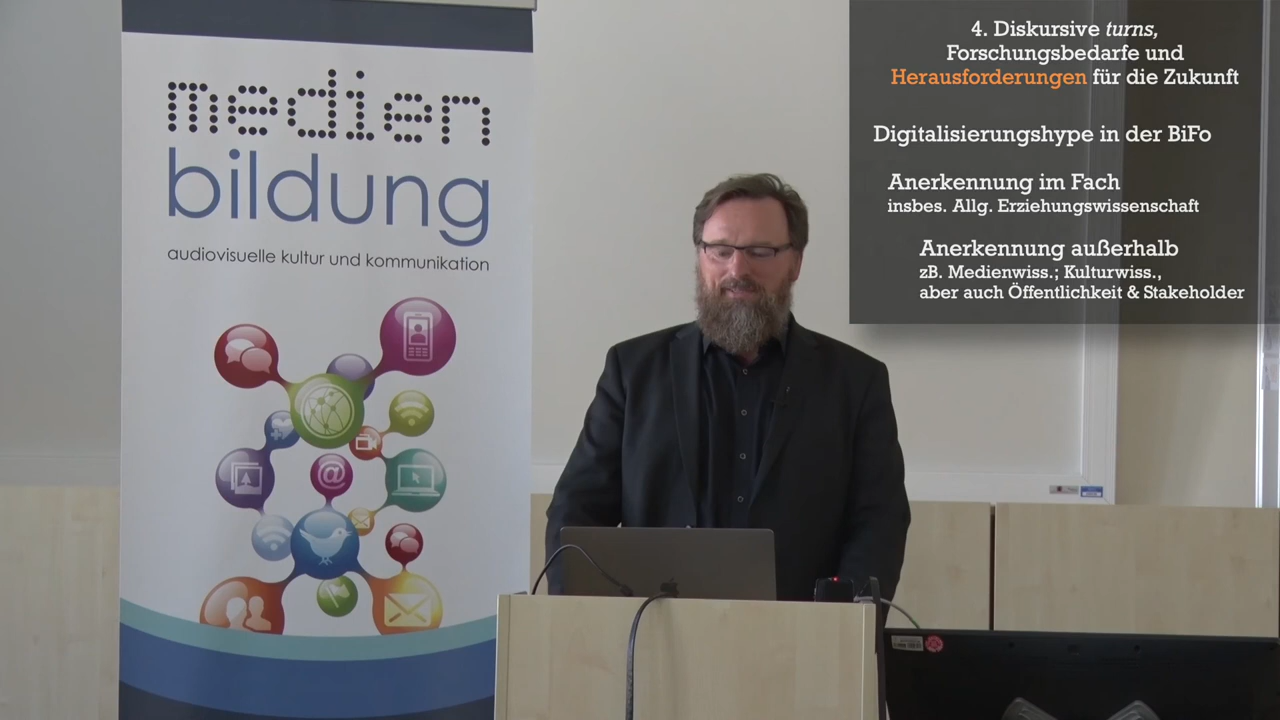 medien
bildung
audiovisuelle kultur und kommunikation
@
4. Diskursive turns,
Forschungsbedarfe und
Herausforderungen für die Zukunft
Digitalisierungshype in der BiFo
Anerkennung im Fach
insbes. Allg. Erziehungswissenschaft
Anerkennung außerhalb
zB. Medienwiss.; Kulturwiss.,
aber auch Öffentlichkeit & Stakeholder